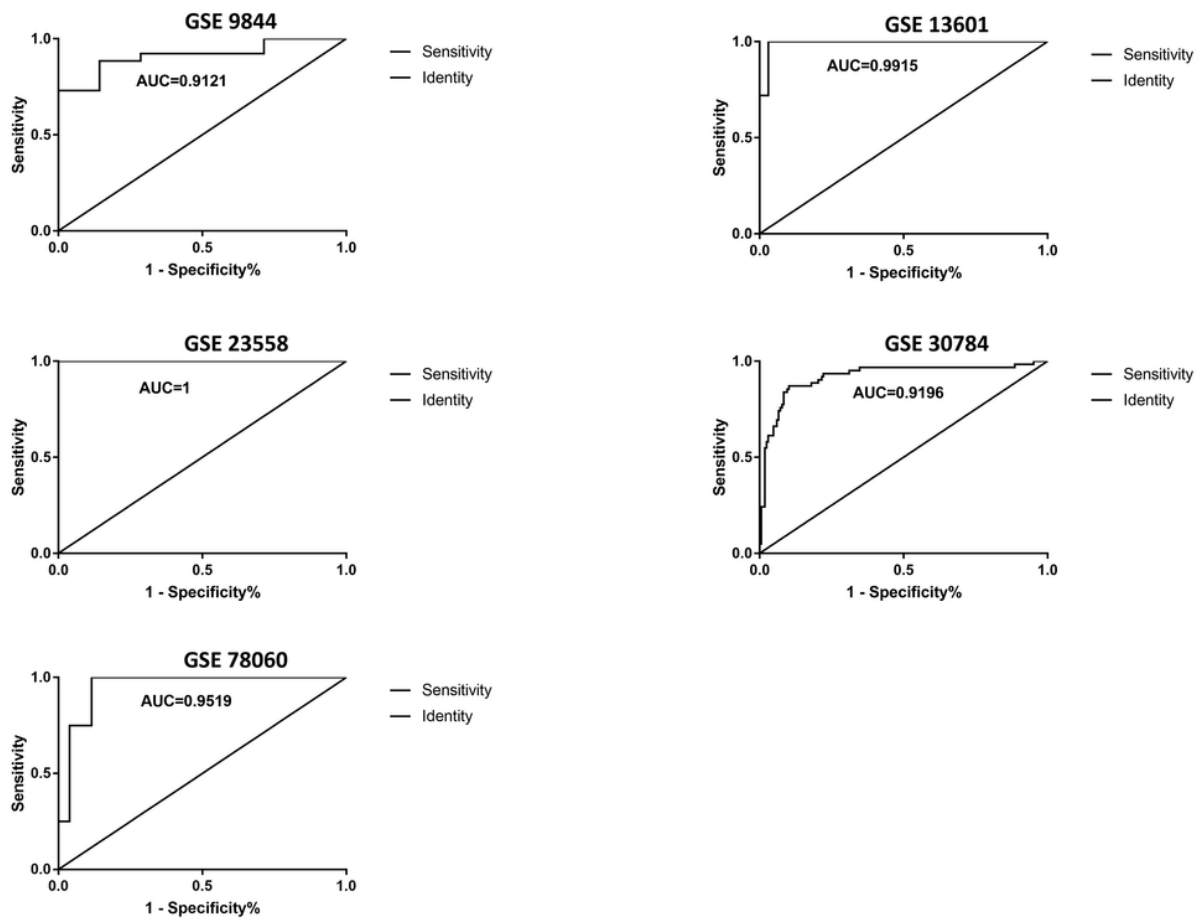 GSE 9844
1.0
0.5
0.0
Sensitivity
AUC=0.9121
0.0 0.5 1.0
1 - Specificity%
Sensitivity
Identity
GSE 13601
1.0
0.5
0.0
Sensitivity
AUC=0.9915
0.0 0.5 1.0
1 - Specificity%
Sensitivity
Identity
GSE 23558
1.0
0.5
0.0
Sensitivity
AUC=1
0.0 0.5 1.0
1 - Specificity%
Sensitivity
Identity
GSE 30784
1.0
0.5
0.0
Sensitivity
AUC=0.9196
0.0 0.5 1.0
1 - Specificity%
Sensitivity
Identity
GSE 78060
1.0
0.5
0.0
Sensitivity
AUC=0.9519
0.0 0.5 1.0
1 - Specificity%
Sensitivity
Identity